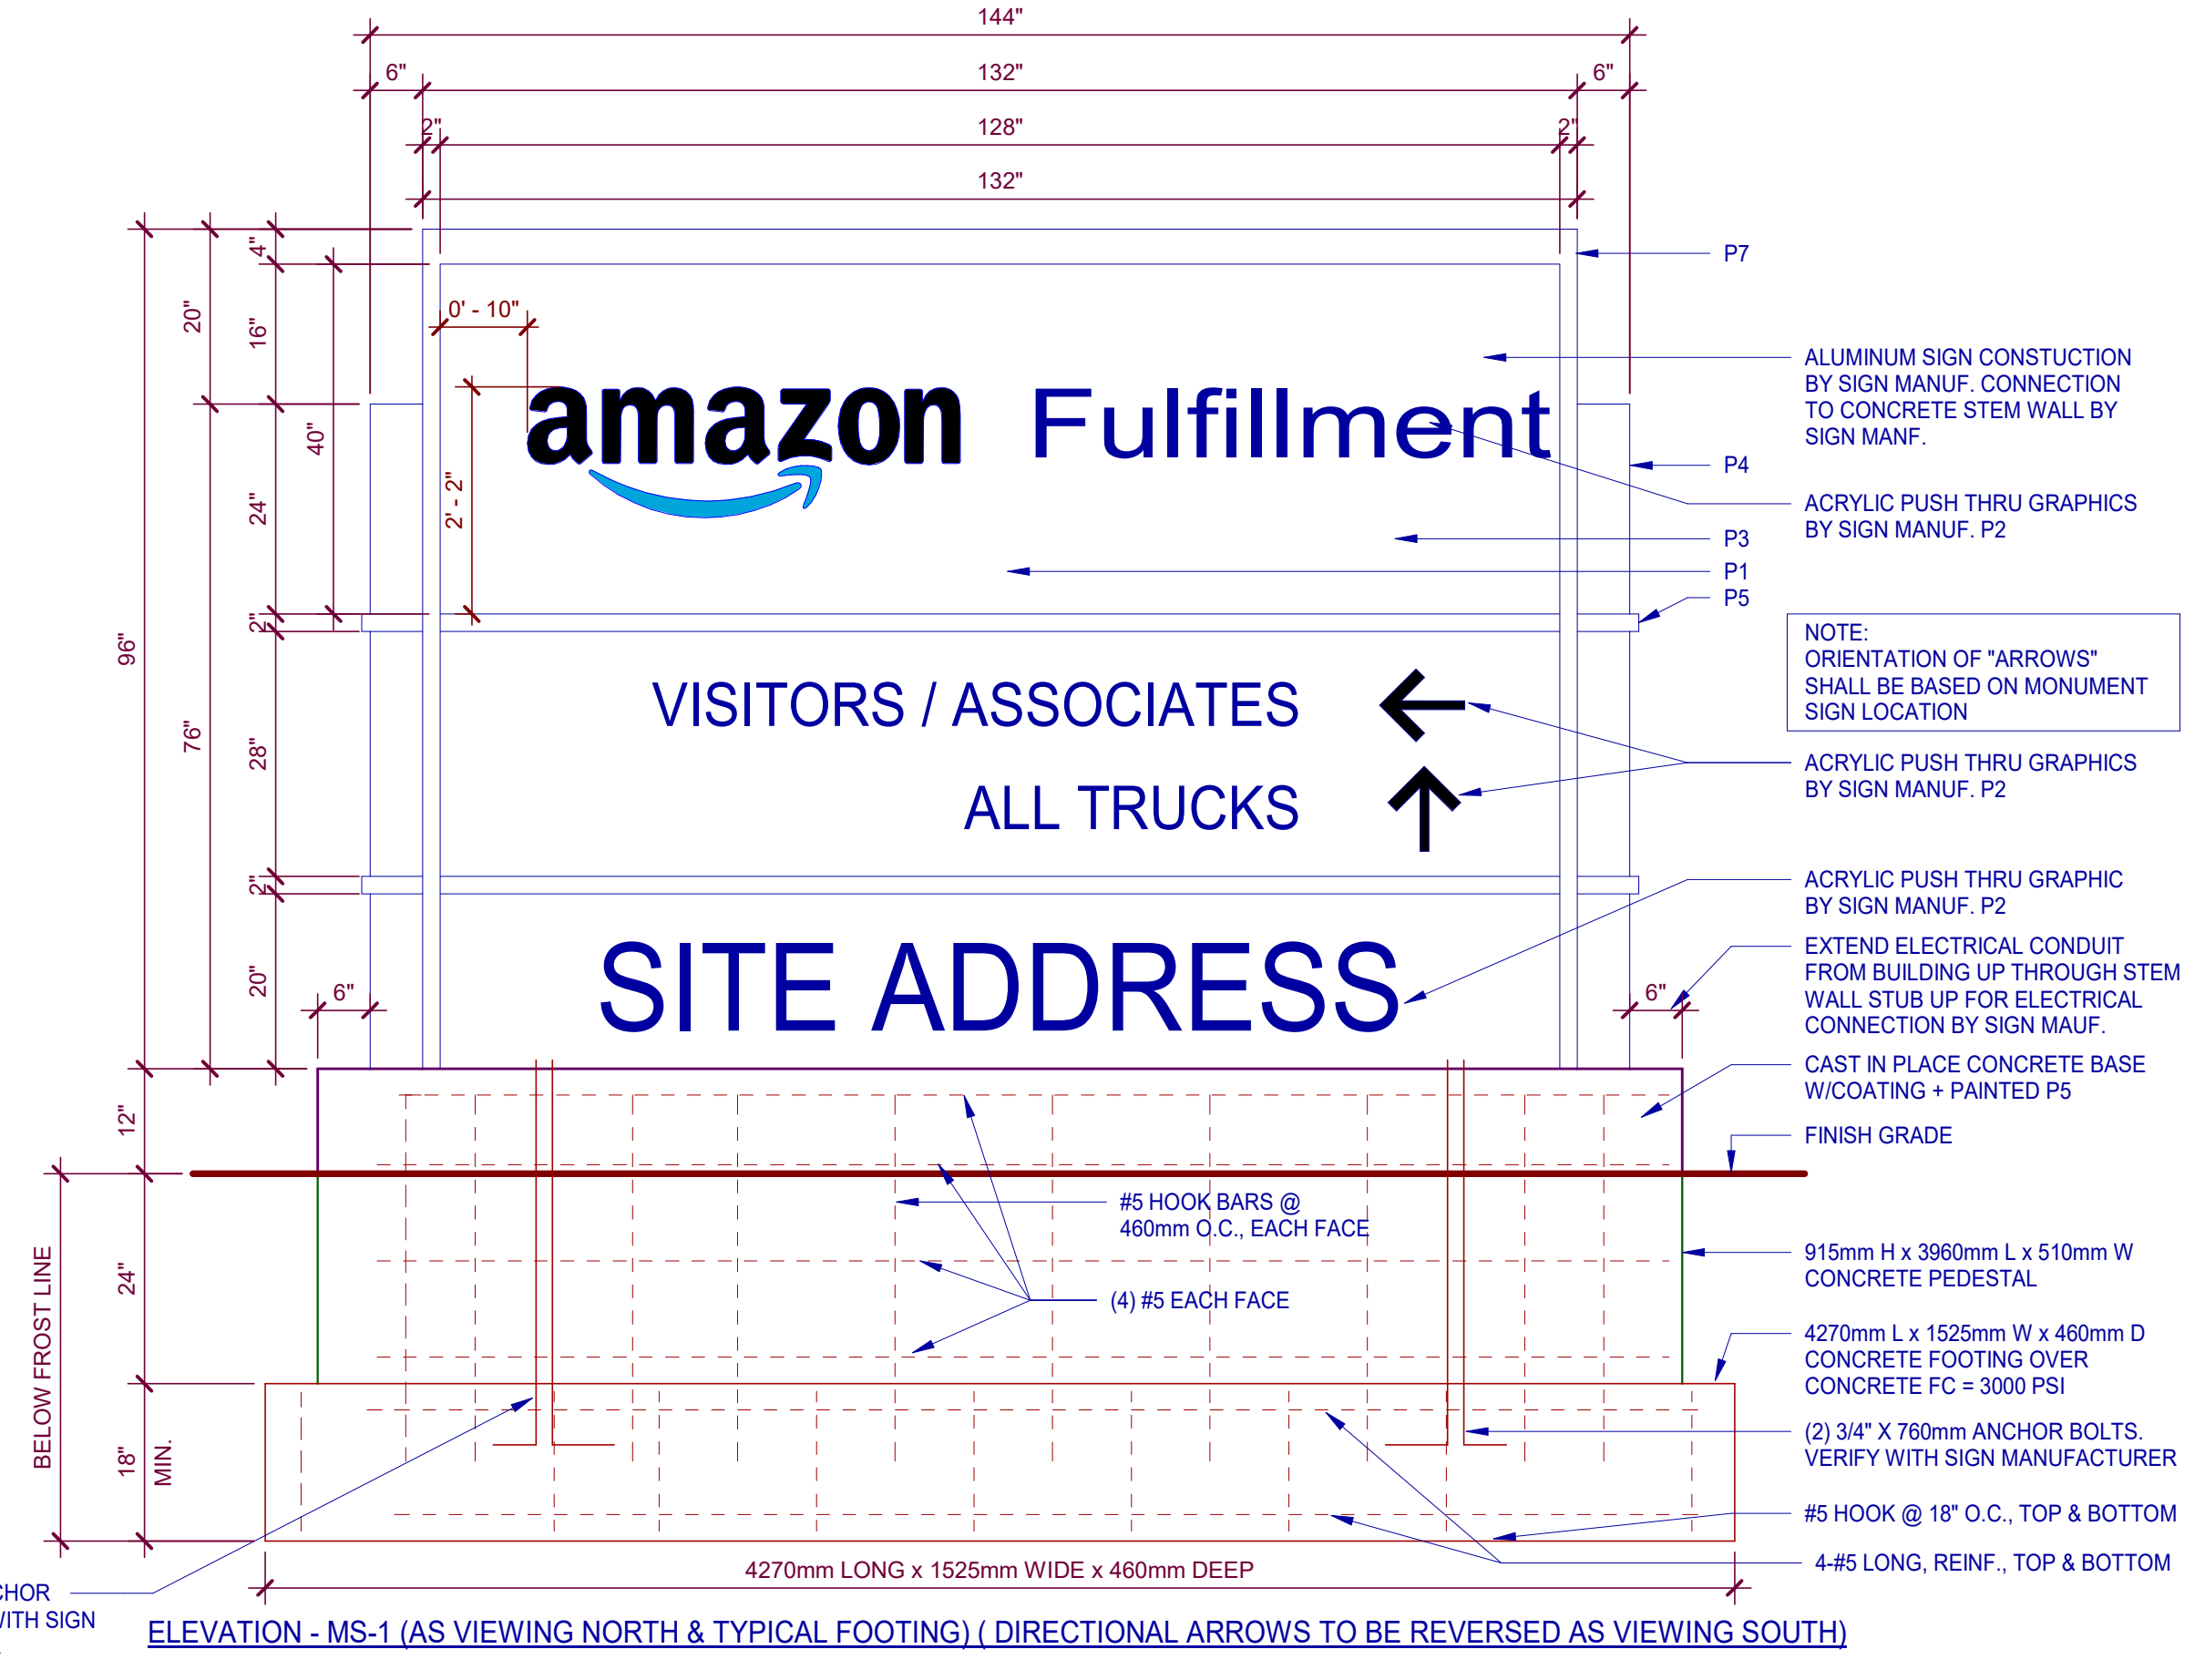 144"
6"
132"
6"
2"
128"
2"
132"
4"
20"
16"
40"
24"
2"
96"
76"
28"
2"
20"
0' - 10"
2' - 2"
amazon Fulfillment
VISITORS / ASSOCIATES
ALL TRUCKS
SITE ADDRESS
6"
6"
12"
24"
18"
MIN.
BELOW FROST LINE
P7
ALUMINUM SIGN CONSTUCTION
BY SIGN MANUF. CONNECTION
TO CONCRETE STEM WALL BY
SIGN MANF.
P4
ACRYLIC PUSH THRU GRAPHICS
BY SIGN MANUF. P2
P3
P1
P5
NOTE:
ORIENTATION OF "ARROWS"
SHALL BE BASED ON MONUMENT
SIGN LOCATION
ACRYLIC PUSH THRU GRAPHICS
BY SIGN MANUF. P2
ACRYLIC PUSH THRU GRAPHIC
BY SIGN MANUF. P2
EXTEND ELECTRICAL CONDUIT
FROM BUILDING UP THROUGH STEM
WALL STUB UP FOR ELECTRICAL
CONNECTION BY SIGN MAUF.
CAST IN PLACE CONCRETE BASE
W/COATING + PAINTED P5
FINISH GRADE
#5 HOOK BARS @
460mm O.C., EACH FACE
(4) #5 EACH FACE
915mm H x 3960mm L x 510mm W
CONCRETE PEDESTAL
4270mm L x 1525mm W x 460mm D
CONCRETE FOOTING OVER
CONCRETE FC = 3000 PSI
(2) 3/4" X 760mm ANCHOR BOLTS.
VERIFY WITH SIGN MANUFACTURER
#5 HOOK @ 18" O.C., TOP & BOTTOM
4-#5 LONG, REINF., TOP & BOTTOM
4270mm LONG x 1525mm WIDE x 460mm DEEP
CHOR
WITH SIGN
ELEVATION - MS-1 (AS VIEWING NORTH & TYPICAL FOOTING) ( DIRECTIONAL ARROWS TO BE REVERSED AS VIEWING SOUTH)